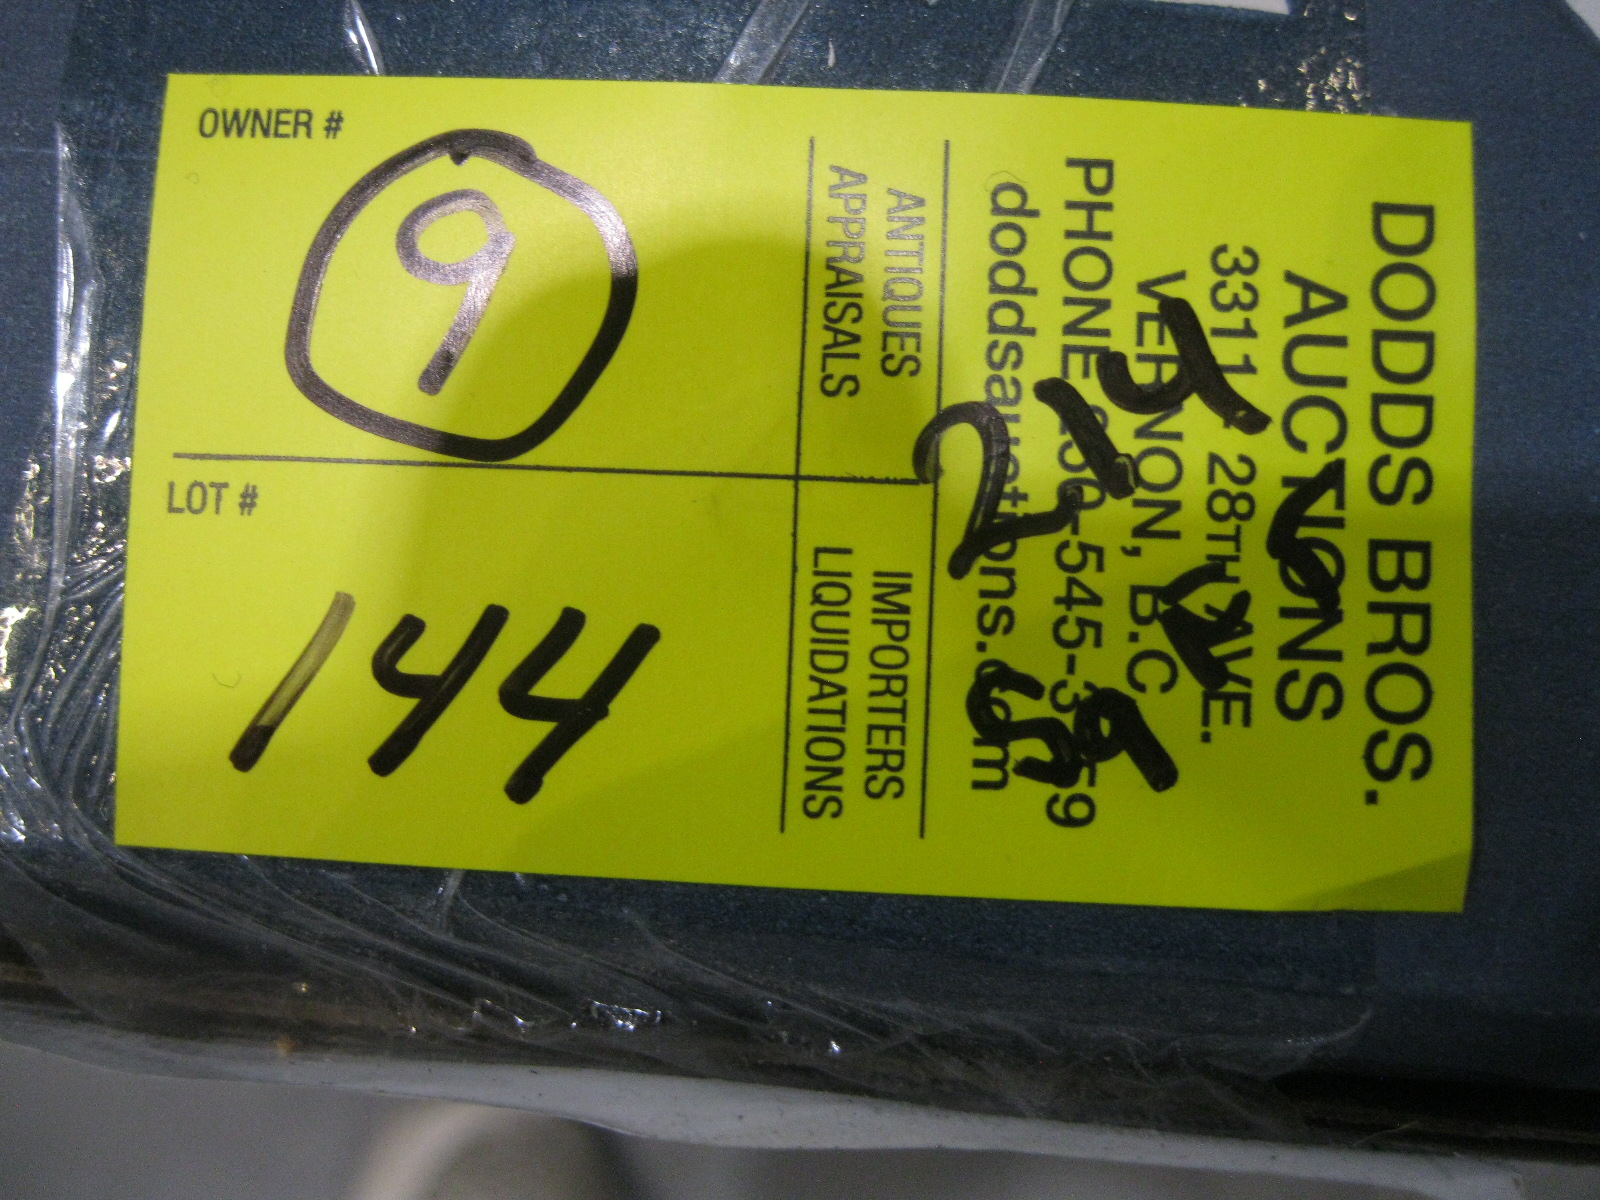 DODDS BROS.
AUCTIONS
3311 - 28TH AVE.
VERNON, B.C.
PHONE 250-545-3259
doddsauctions.com
ANTIQUES
APPRAISALS
IMPORTERS
LIQUIDATIONS
OWNER #
9
LOT #
144